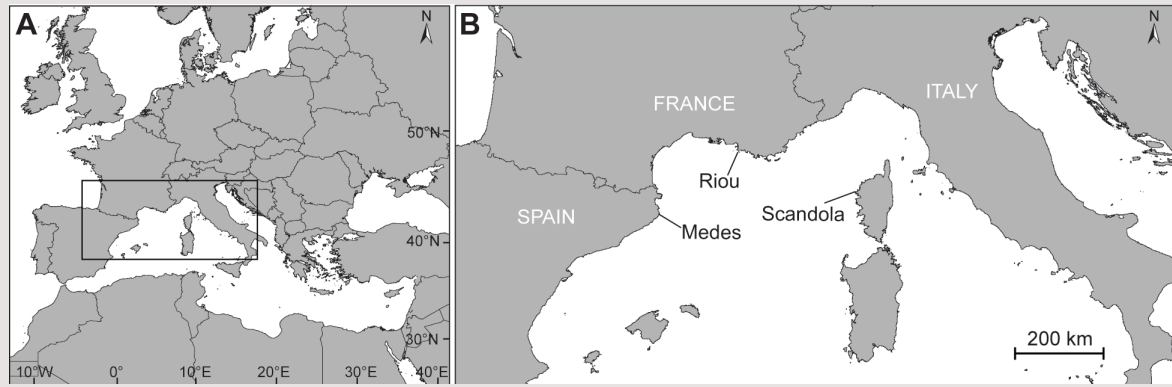 A
N
50°N
40°N
30°N
10°W
0°
10°E
20°E
30°E
40°E
B
N
FRANCE
ITALY
Riou
Scandola
SPAIN
Medes
200 km